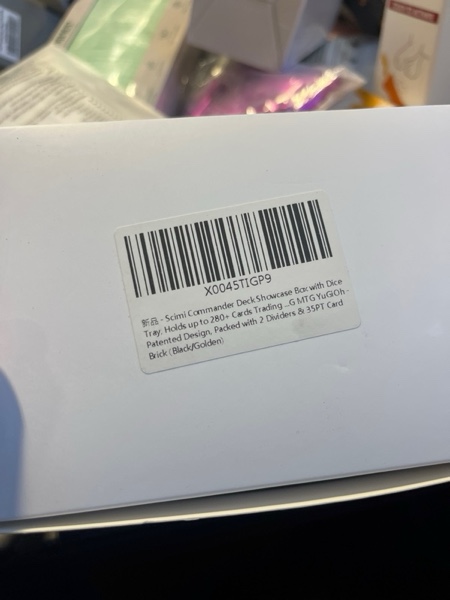 X0045TIGP9
新品 - Scimi Commander Deck Showcase Box with Dice
Tray, Holds up to 280+ Cards Trading ...G MTG YuGiOh -
Patented Design, Packed with 2 Dividers & 35PT Card
Brick (Black/Golden)